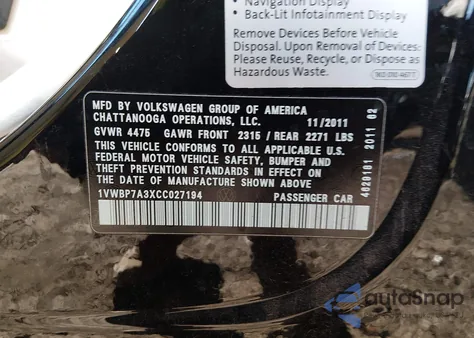 • Navigation Display
• Back-Lit Infotainment Display
Remove Devices Before Vehicle
Disposal. Upon Removal of Devices:
Please Reuse, Recycle, or Dispose as
Hazardous Waste.
MFD BY VOLKSWAGEN GROUP OF AMERICA
CHATTANOOGA OPERATIONS, LLC. 11/2011
GVWR 4475 GAWR FRONT 2315 / REAR 2271 LBS
THIS VEHICLE CONFORMS TO ALL APPLICABLE U.S.
FEDERAL MOTOR VEHICLE SAFETY, BUMPER AND
THEFT PREVENTION STANDARDS IN EFFECT ON
THE DATE OF MANUFACTURE SHOWN ABOVE.
1VWBP7A3XCC027194 PASSENGER CAR
4620161 2011 02
autoSnap